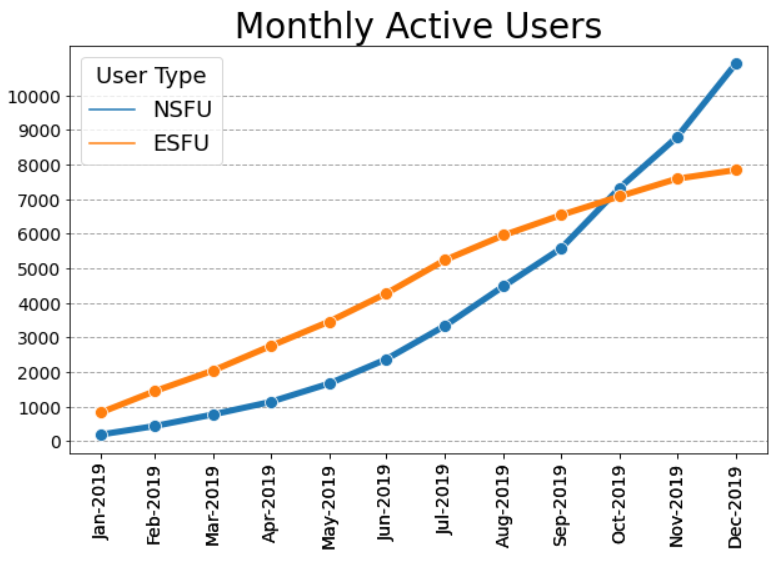 Monthly Active Users
User Type
NSFU
ESFU
10000
9000
8000
7000
6000
5000
4000
3000
2000
1000
0
Jan-2019
Feb-2019
Mar-2019
Apr-2019
May-2019
Jun-2019
Jul-2019
Aug-2019
Sep-2019
Oct-2019
Nov-2019
Dec-2019